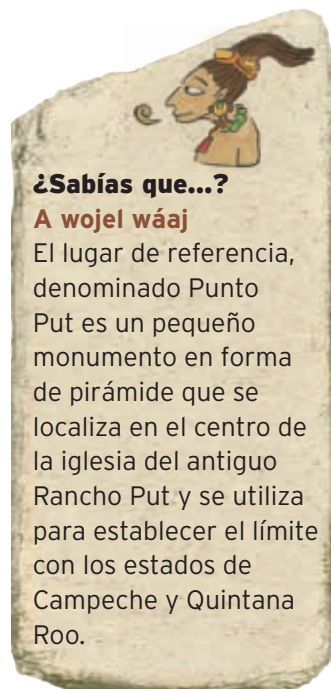 ¿Sabías que...?
A wojel wáaj
El lugar de referencia,
denominado Punto
Put es un pequeño
monumento en forma
de pirámide que se
localiza en el centro de
la iglesia del antiguo
Rancho Put y se utiliza
para establecer el límite
con los estados de
Campeche y Quintana
Roo.